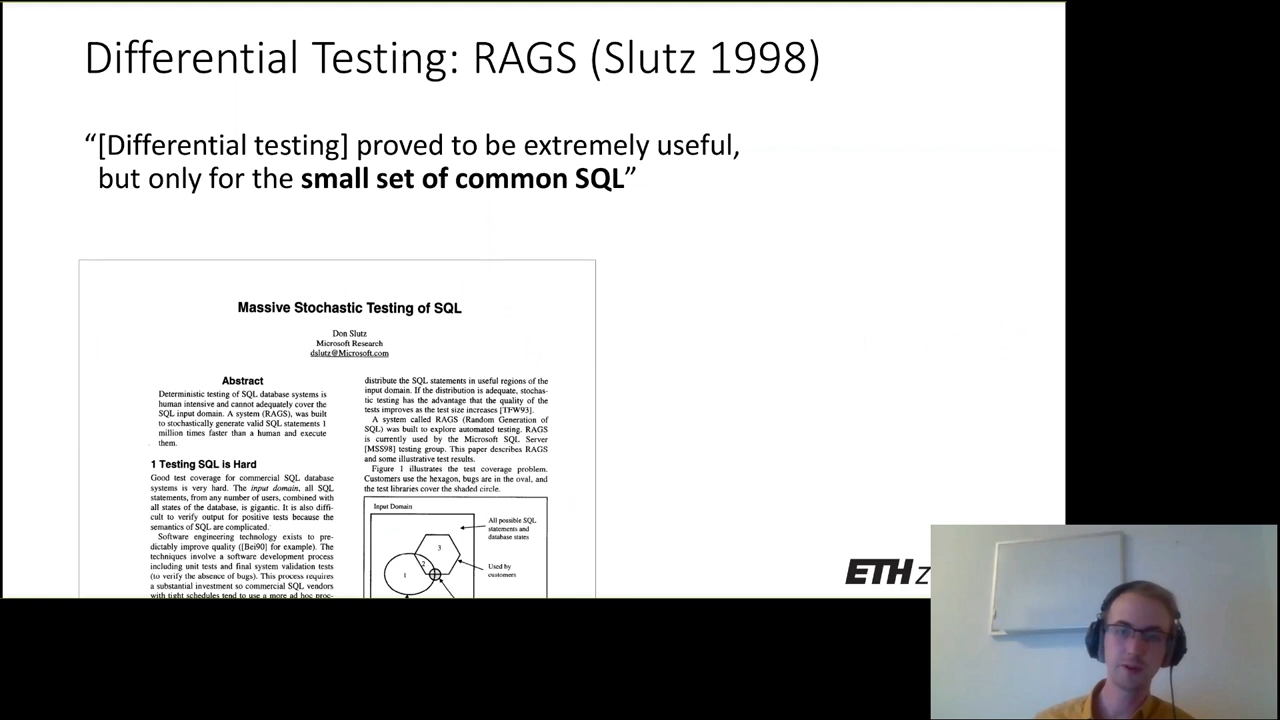 Differential Testing: RAGS (Slutz 1998)
“[Differential testing] proved to be extremely useful,
but only for the small set of common SQL”
Massive Stochastic Testing of SQL
Don Slutz
Microsoft Research
dslutz@Microsoft.com
Abstract
Deterministic testing of SQL database systems is
human intensive and cannot adequately cover the
SQL input domain. A system (RAGS), was built
to stochastically generate valid SQL statements 1
million times faster than a human and execute
them.
1 Testing SQL is Hard
Good test coverage for commercial SQL database
systems is very hard. The input domain, all SQL
statements, from any number of users, combined with
all states of the database, is gigantic. It is also diffi-
cult to verify output for positive tests because the
semantics of SQL are complicated.
Software engineering technology exists to pre-
dictably improve quality ([Bei90] for example). The
techniques involve a software development process
including unit tests and final system validation tests
(to verify the absence of bugs). This process requires
a substantial investment so commercial SQL vendors
with tight schedules tend to use a more ad hoc proc-
distribute the SQL statements in useful regions of the
input domain. If the distribution is adequate, stochas-
tic testing has the advantage that the quality of the
tests improves as the test size increases [TFW93].
A system called RAGS (Random Generation of
SQL) was built to explore automated testing. RAGS
is currently used by the Microsoft SQL Server
[MSS98] testing group. This paper describes RAGS
and some illustrative test results.
Figure 1 illustrates the test coverage problem.
Customers use the hexagon, bugs are in the oval, and
the test libraries cover the shaded circle.
Input Domain
All possible SQL
statements and
database states
3
2
1
Used by
customers
ETH z